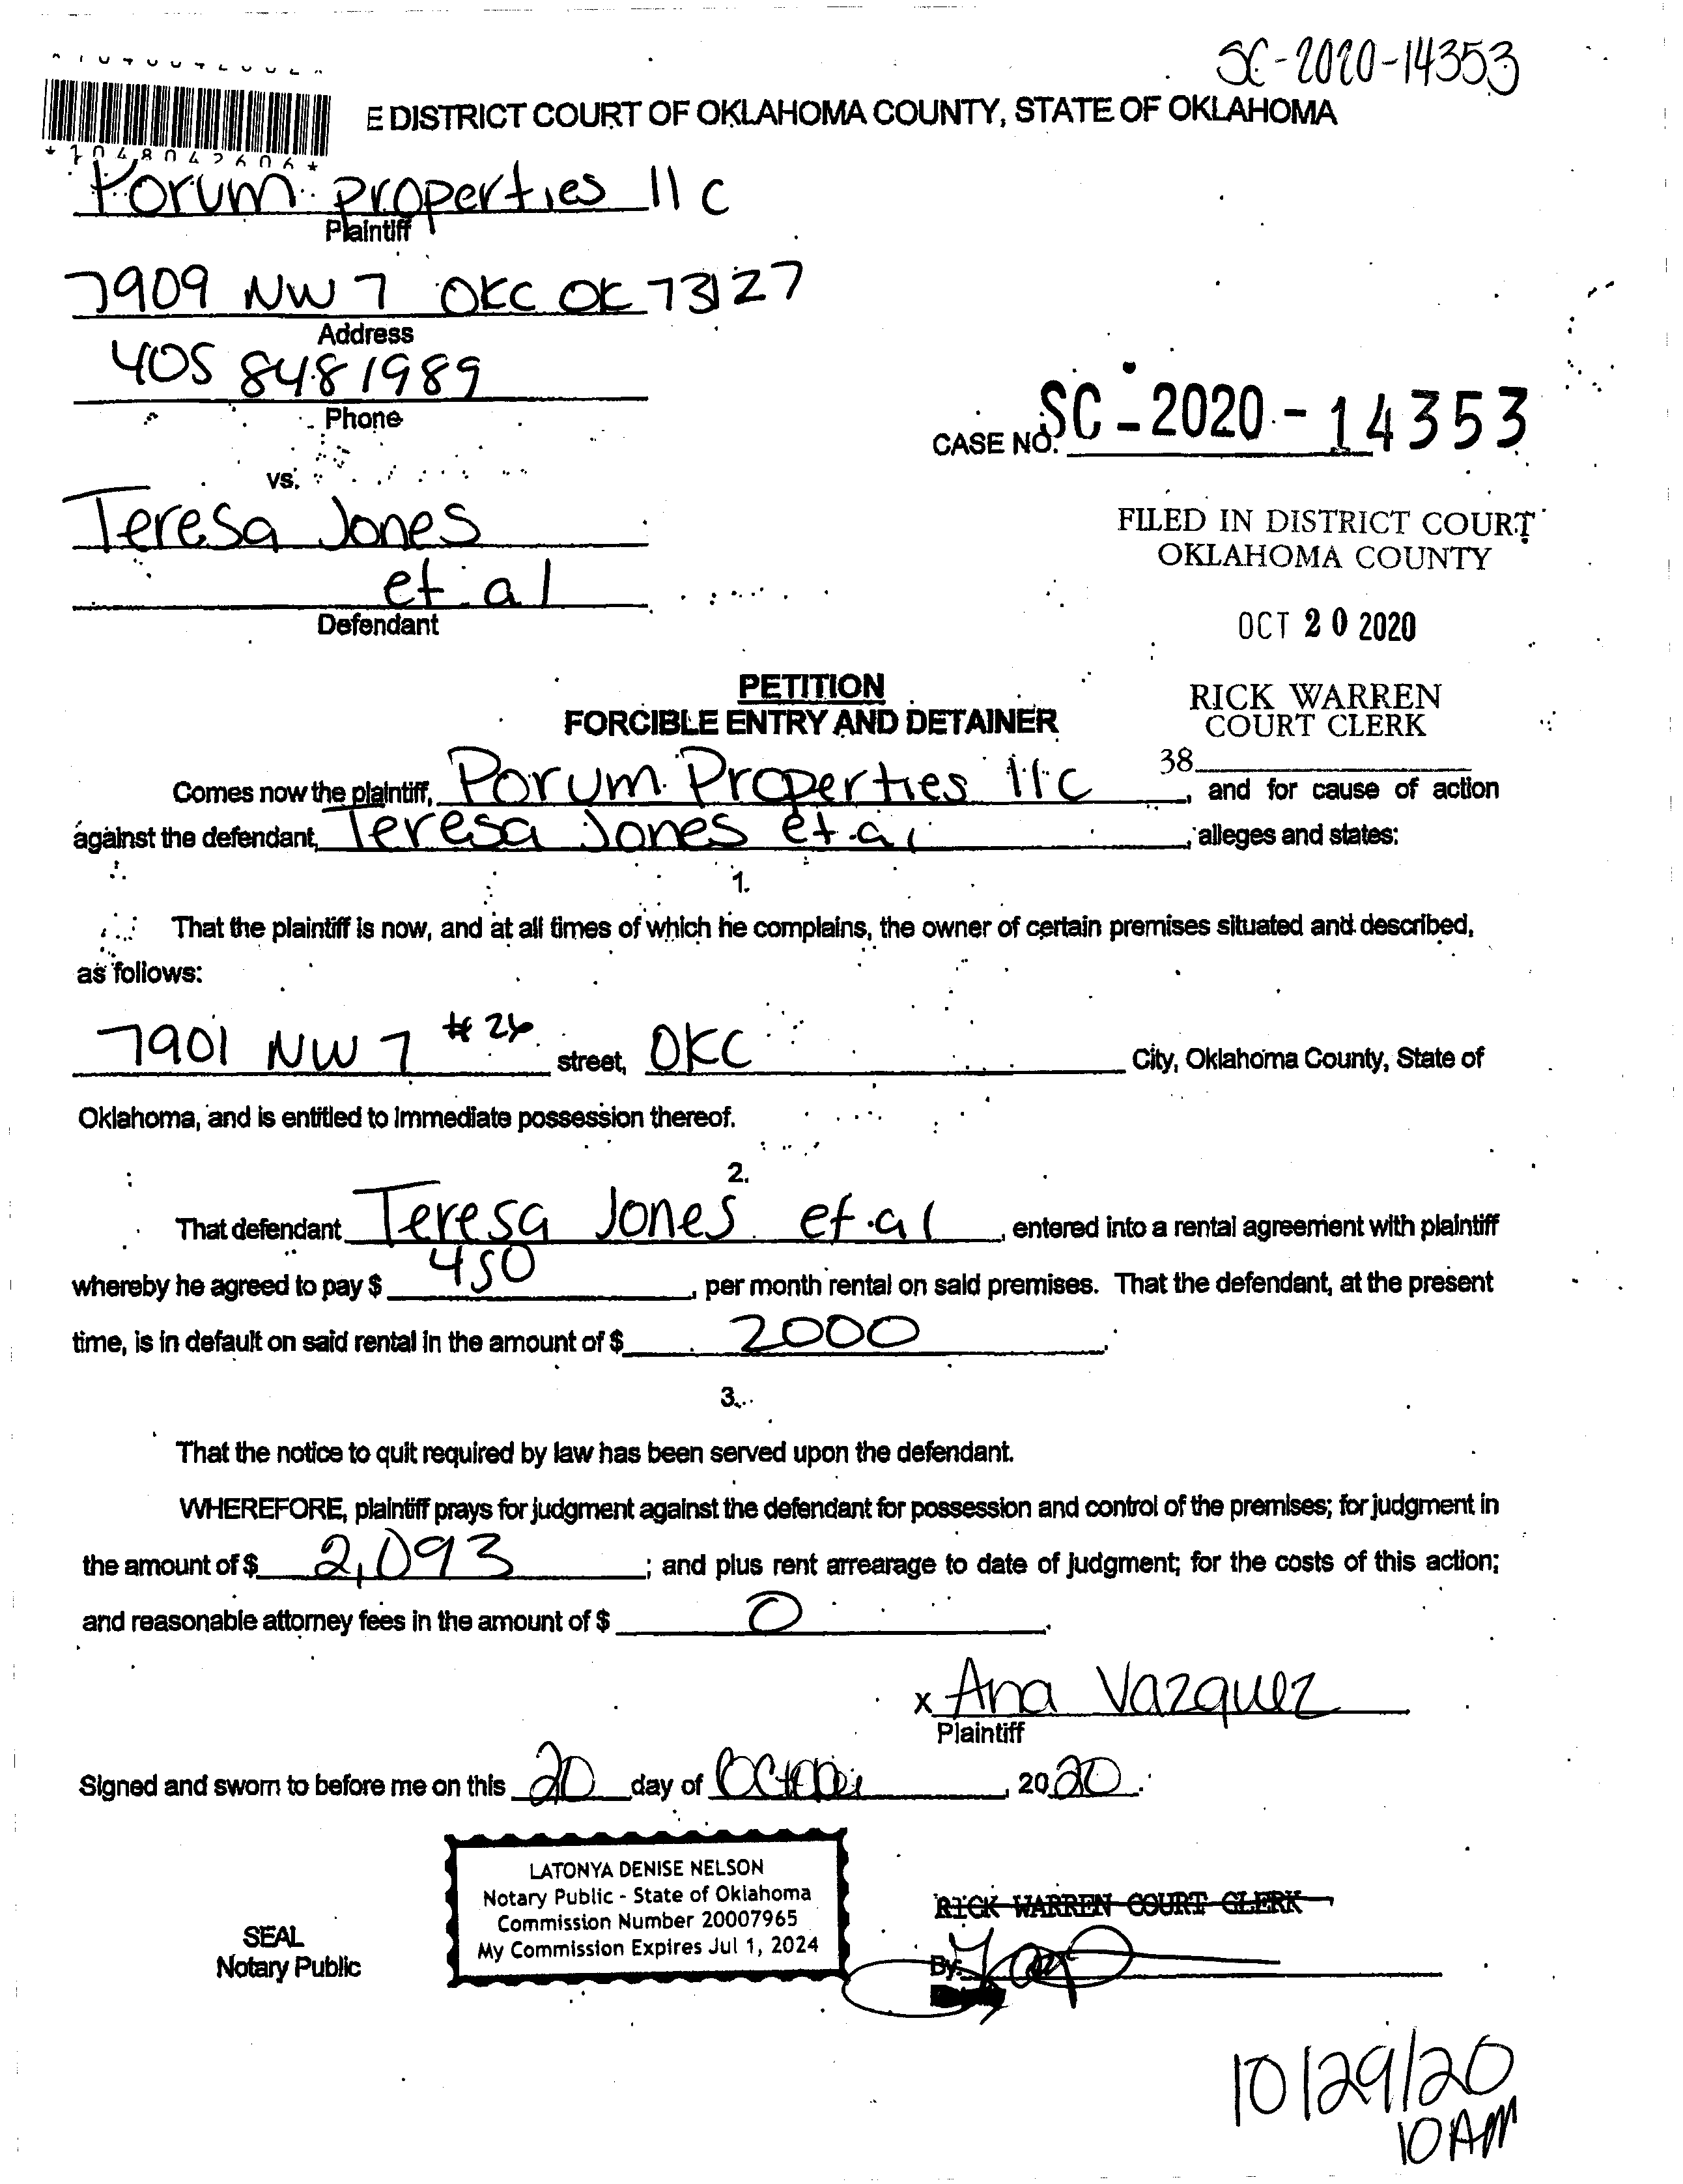 SC-2020-14353
E DISTRICT COURT OF OKLAHOMA COUNTY, STATE OF OKLAHOMA
Porum properties llc
Plaintiff
7909 NW 7 OKC OK 73127
Address
405 848 1989
Phone
CASE NO. SC-2020-14353
vs.
Teresa Jones
et al
Defendant
FILED IN DISTRICT COURT
OKLAHOMA COUNTY
OCT 20 2020
RICK WARREN
COURT CLERK
38
PETITION
FORCIBLE ENTRY AND DETAINER
Comes now the plaintiff, Porum Properties llc, and for cause of action
against the defendant, Teresa Jones et.al, alleges and states:
1.
That the plaintiff is now, and at all times of which he complains, the owner of certain premises situated and described,
as follows:
7901 NW 7 #26 street, OKC City, Oklahoma County, State of
Oklahoma, and is entitled to immediate possession thereof.
2.
That defendant Teresa Jones et.al, entered into a rental agreement with plaintiff
whereby he agreed to pay $ 450, per month rental on said premises. That the defendant, at the present
time, is in default on said rental in the amount of $ 2000.
3.
That the notice to quit required by law has been served upon the defendant.
WHEREFORE, plaintiff prays for judgment against the defendant for possession and control of the premises; for judgment in
the amount of $ 2,093; and plus rent arrearage to date of judgment; for the costs of this action;
and reasonable attorney fees in the amount of $ 0.
x Ana Vazquez
Plaintiff
Signed and sworn to before me on this 20 day of October, 2020.
LATONYA DENISE NELSON
Notary Public - State of Oklahoma
Commission Number 20007965
My Commission Expires Jul 1, 2024
SEAL
Notary Public
RICK WARREN COURT CLERK
By:
10/29/20
10AM